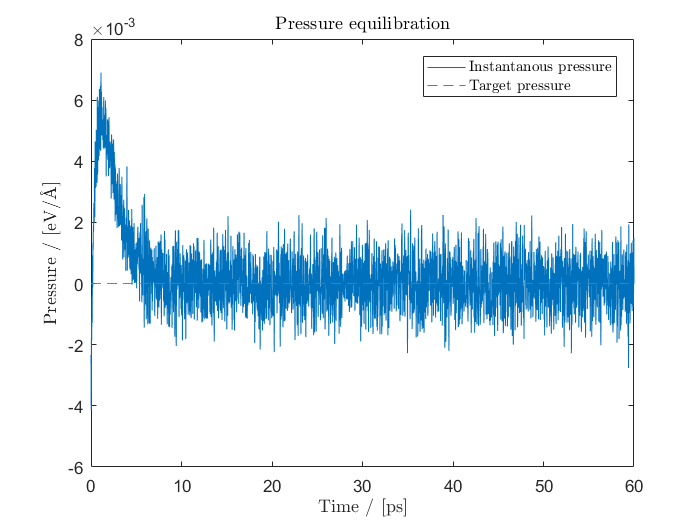 Pressure equilibration
×10-3
8
6
4
2
0
-2
-4
-6
Pressure / [eV/Å]
Instantanous pressure
Target pressure
0 10 20 30 40 50 60
Time / [ps]